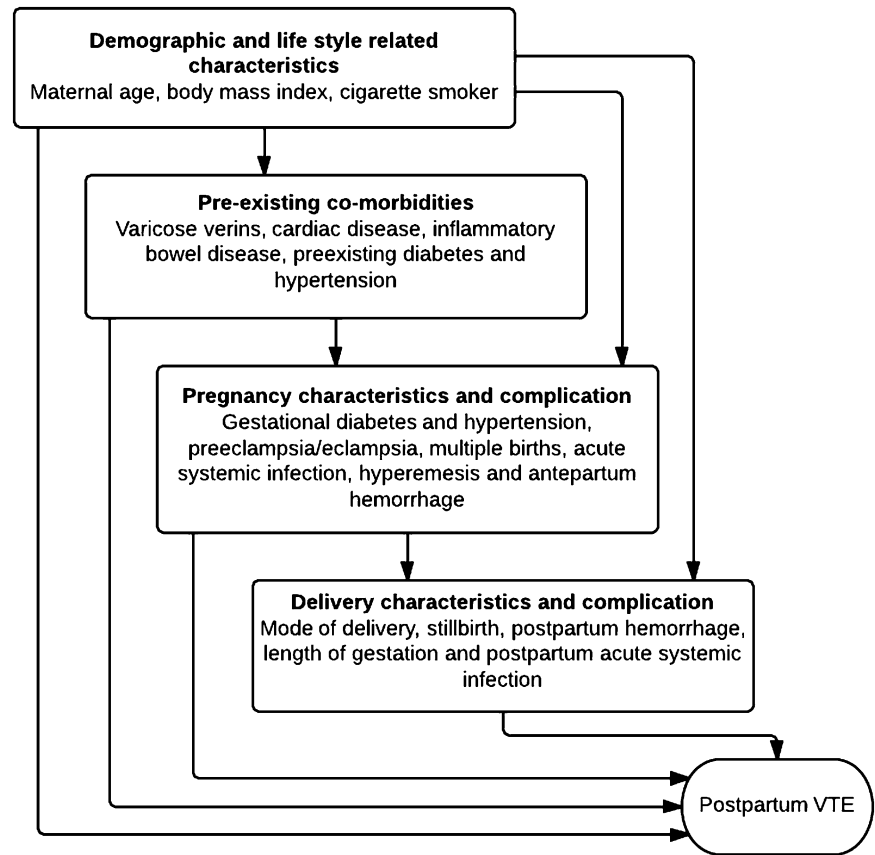 Demographic and life style related
characteristics
Maternal age, body mass index, cigarette smoker
Pre-existing co-morbidities
Varicose verins, cardiac disease, inflammatory
bowel disease, preexisting diabetes and
hypertension
Pregnancy characteristics and complication
Gestational diabetes and hypertension,
preeclampsia/eclampsia, multiple births, acute
systemic infection, hyperemesis and antepartum
hemorrhage
Delivery characteristics and complication
Mode of delivery, stillbirth, postpartum hemorrhage,
length of gestation and postpartum acute systemic
infection
Postpartum VTE